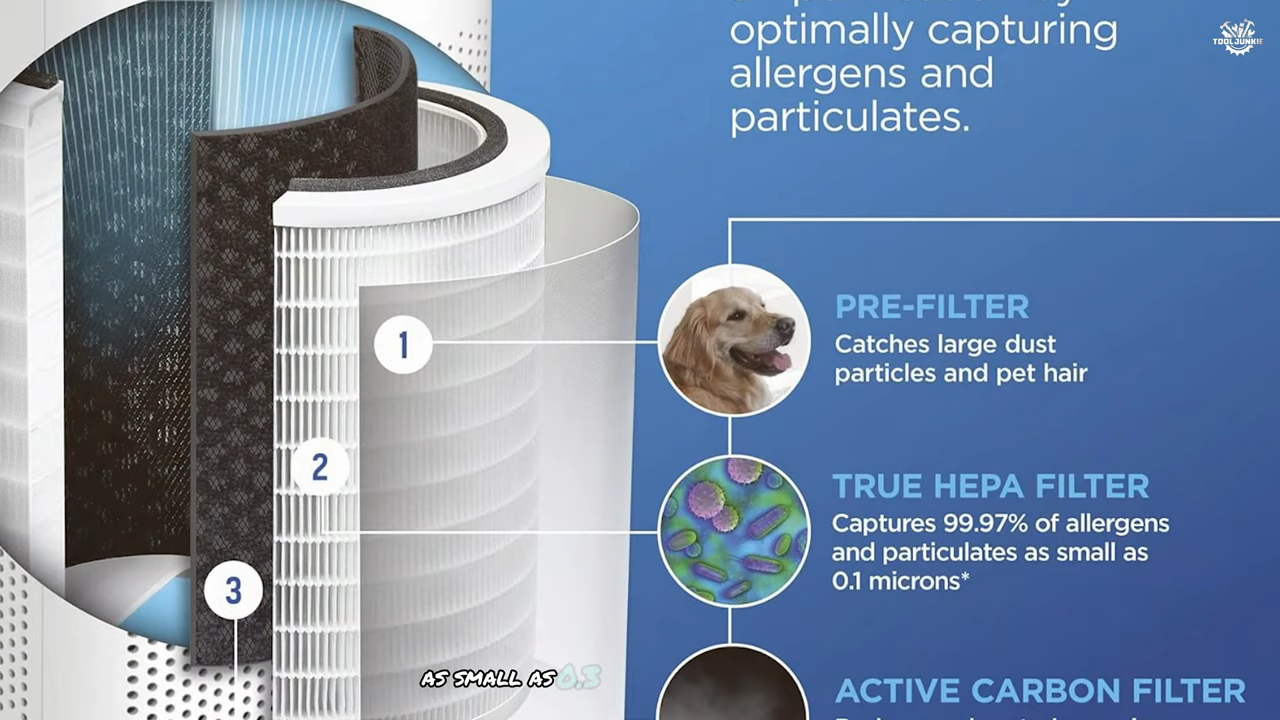 optimally capturing
allergens and
particulates.
TOOL JUNKIE
1
PRE-FILTER
Catches large dust
particles and pet hair
2
TRUE HEPA FILTER
Captures 99.97% of allergens
and particulates as small as
0.1 microns*
3
AS SMALL AS 0.3
ACTIVE CARBON FILTER